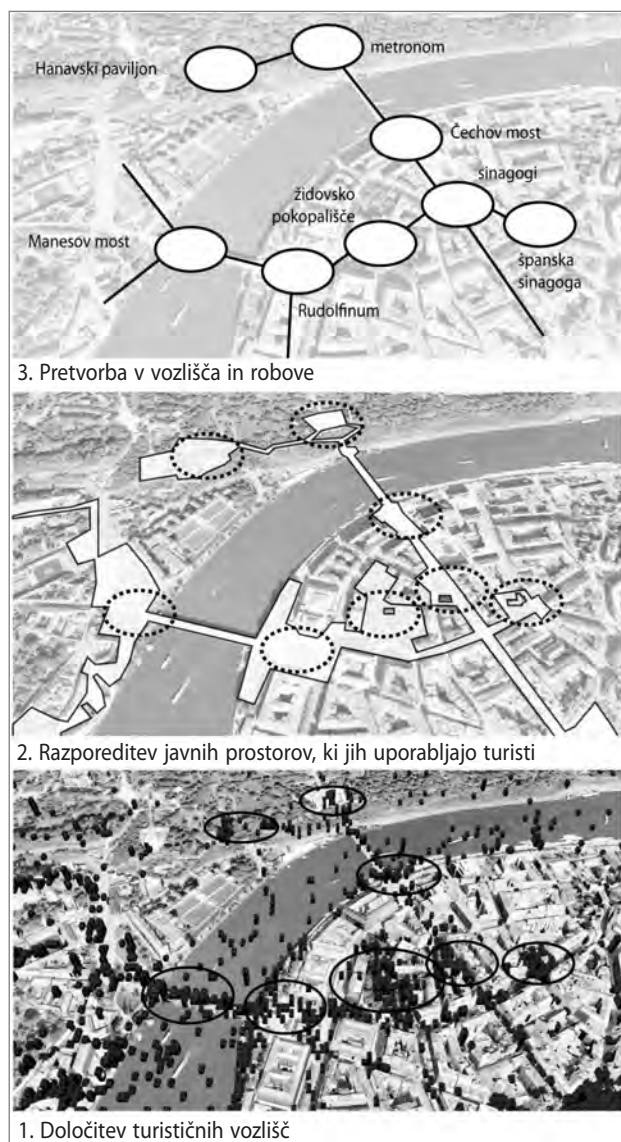 metronom
Hanavski paviljon
Čechov most
sinagogi
židovsko
pokopališče
Manesov most
španska
sinagoga
Rudolfinum
3. Pretvorba v vozlišča in robove
2. Razporeditev javnih prostorov, ki jih uporabljajo turisti
1. Določitev turističnih vozlišč